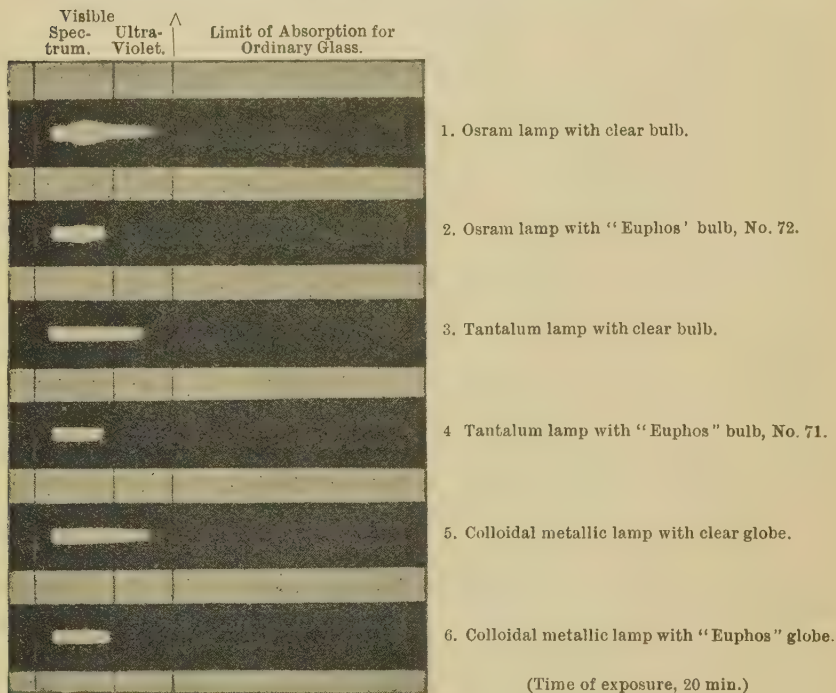 Visible
Spec-
trum.
Ultra-
Violet.
Limit of Absorption for
Ordinary Glass.
1. Osram lamp with clear bulb.
2. Osram lamp with “Euphos’ bulb, No. 72.
3. Tantalum lamp with clear bulb.
4 Tantalum lamp with “Euphos” bulb, No. 71.
5. Colloidal metallic lamp with clear globe.
6. Colloidal metallic lamp with “Euphos” globe.
(Time of exposure, 20 min.)